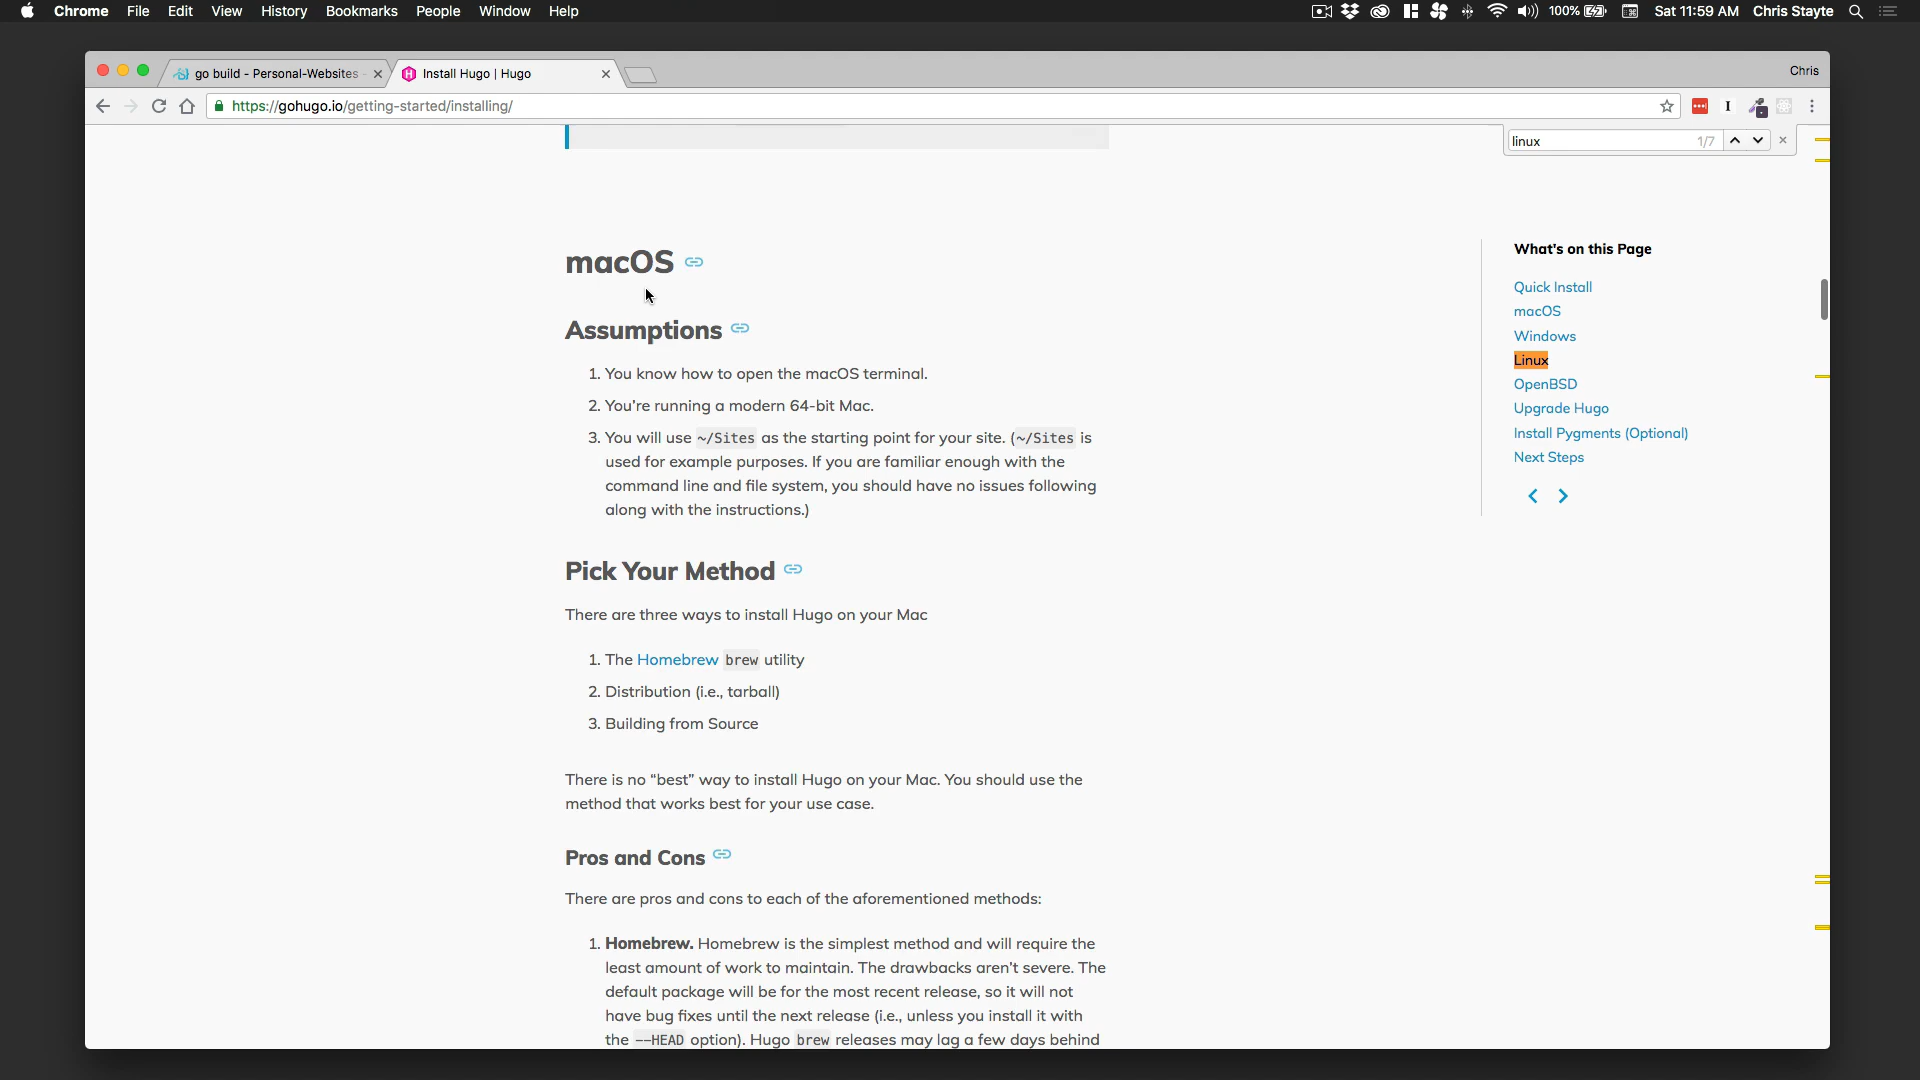 Chrome File Edit View History Bookmarks People Window Help 100% Sat 11:59 AM Chris Stayte
go build - Personal-Websites - Install Hugo | Hugo Chris
https://gohugo.io/getting-started/installing/
linux 1/7
macOS
Assumptions
1. You know how to open the macOS terminal.
2. You're running a modern 64-bit Mac.
3. You will use ~/Sites as the starting point for your site. (~/Sites is
used for example purposes. If you are familiar enough with the
command line and file system, you should have no issues following
along with the instructions.)
Pick Your Method
There are three ways to install Hugo on your Mac
1. The Homebrew brew utility
2. Distribution (i.e., tarball)
3. Building from Source
There is no “best” way to install Hugo on your Mac. You should use the
method that works best for your use case.
Pros and Cons
There are pros and cons to each of the aforementioned methods:
1. Homebrew. Homebrew is the simplest method and will require the
least amount of work to maintain. The drawbacks aren't severe. The
default package will be for the most recent release, so it will not
have bug fixes until the next release (i.e., unless you install it with
the --HEAD option). Hugo brew releases may lag a few days behind
What's on this Page
Quick Install
macOS
Windows
Linux
OpenBSD
Upgrade Hugo
Install Pygments (Optional)
Next Steps